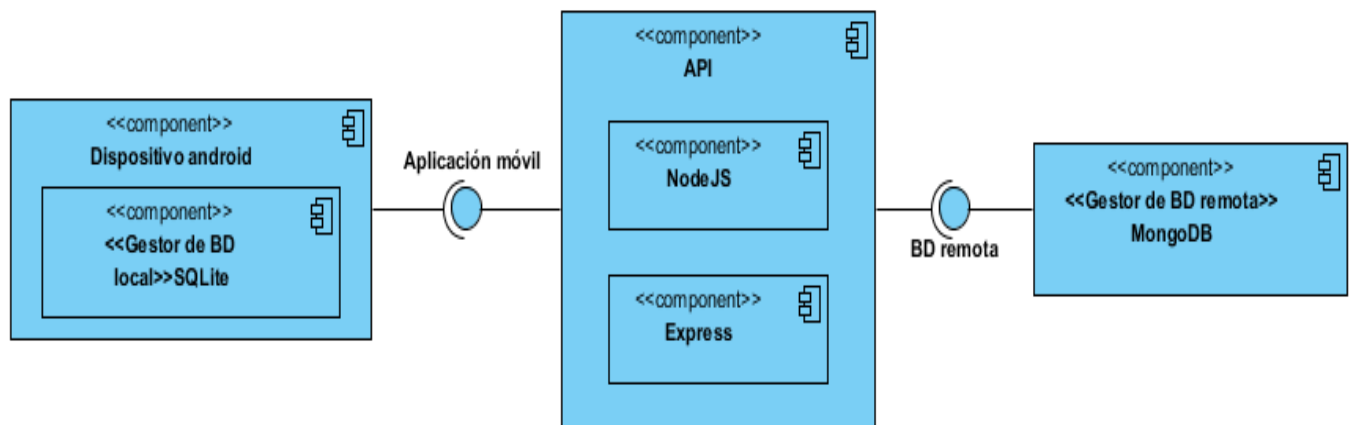 <<component>>
Dispositivo android
<<component>>
<<Gestor de BD
local>>SQLite
Aplicación móvil
<<component>>
API
<<component>>
NodeJS
<<component>>
Express
BD remota
<<component>>
<<Gestor de BD remota>>
MongoDB